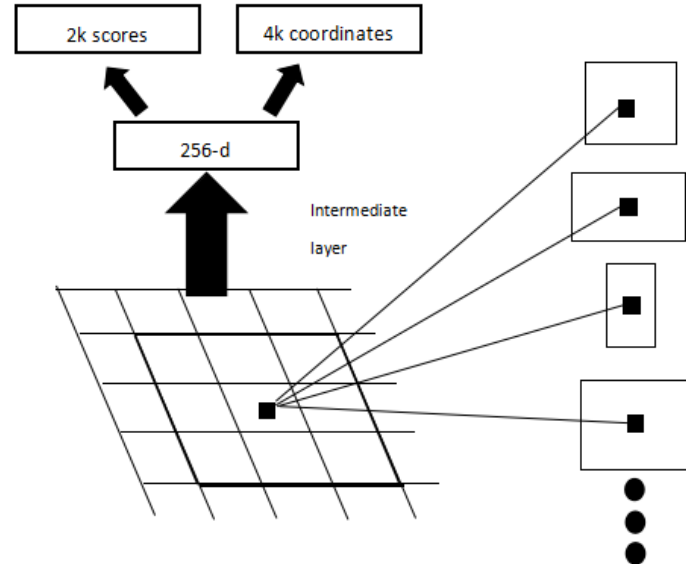 2k scores
4k coordinates
256-d
Intermediate
layer